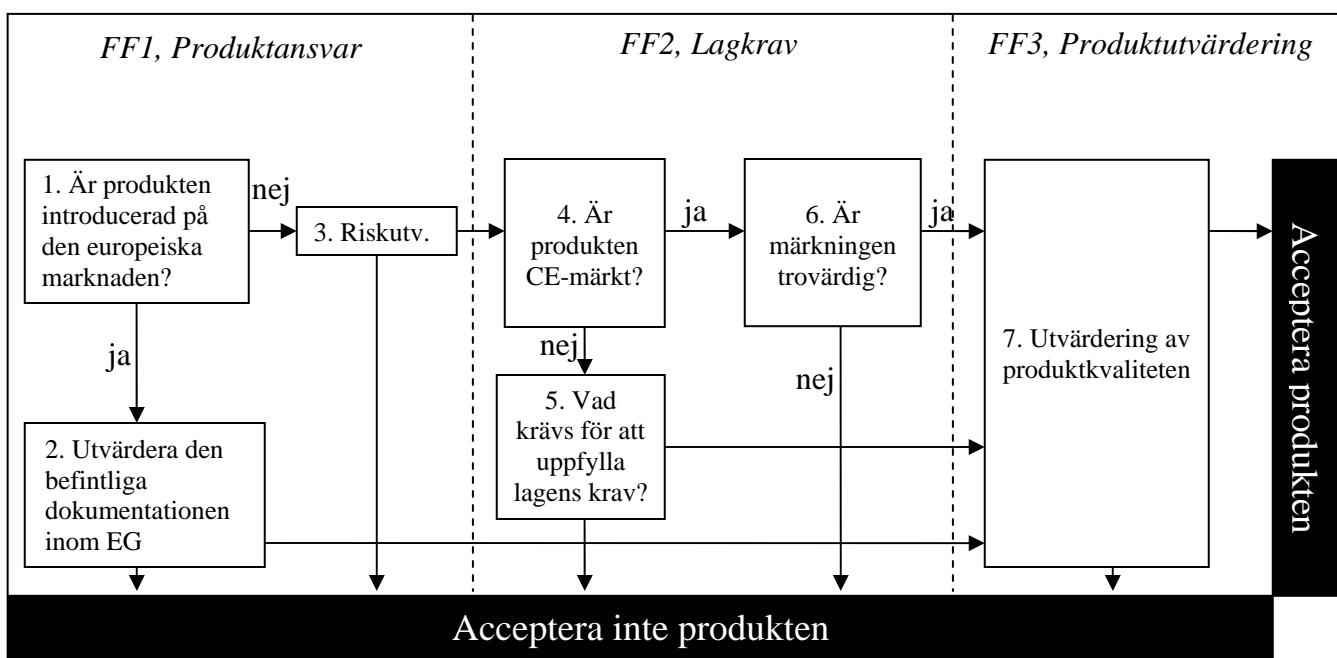 FF1, Produktansvar
FF2, Lagkrav
FF3, Produktutvärdering
1. Är produkten
introducerad på
den europeiska
marknaden?
nej
ja
2. Utvärdera den
befintliga
dokumentationen
inom EG
3. Riskutv.
4. Är
produkten
CE-märkt?
ja
nej
5. Vad
krävs för att
uppfylla
lagens krav?
6. Är
märkningen
trovärdig?
ja
nej
7. Utvärdering av
produktkvaliteten
Acceptera produkten
Acceptera inte produkten